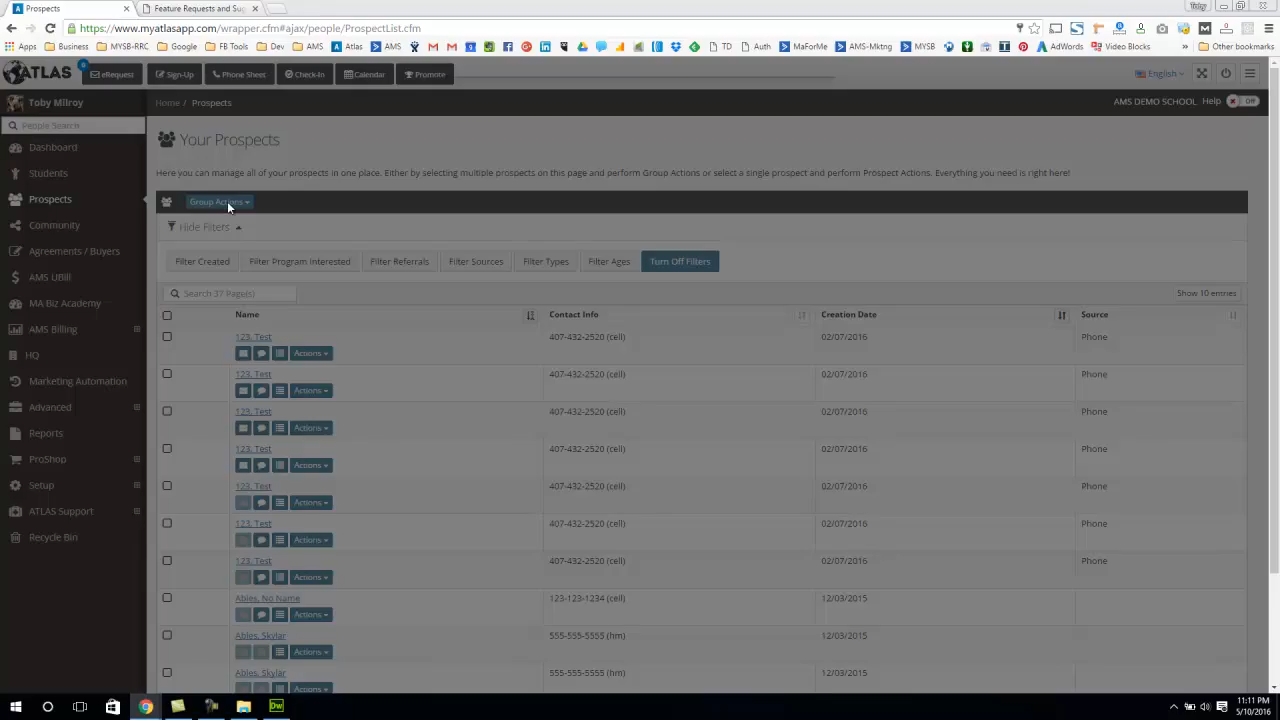 Prospects
Feature Requests and Sug
Toby
https://www.myatlasapp.com/wrapper.cfm#ajax/people/ProspectList.cfm
Apps Business MYSB-RRC Google FB Tools Dev AMS Atlas AMS TD Auth MaForMe AMS-Mktng MYSB AdWords Video Blocks » Other bookmarks
ATLAS 0 eRequest Sign-Up Phone Sheet Check-In Calendar Promote English
Toby Milroy
Home / Prospects
AMS DEMO SCHOOL Help Off
People Search
Dashboard
Students
Prospects
Community
Agreements / Buyers
AMS UBill
MA Biz Academy
AMS Billing
HQ
Marketing Automation
Advanced
Reports
ProShop
Setup
ATLAS Support
Recycle Bin
Your Prospects
Here you can manage all of your prospects in one place. Either by selecting multiple prospects on this page and perform Group Actions or select a single prospect and perform Prospect Actions. Everything you need is right here!
Group Actions
Hide Filters
Filter Created Filter Program Interested Filter Referrals Filter Sources Filter Types Filter Ages Turn Off Filters
Search 37 Page(s) Show 10 entries
Name Contact Info Creation Date Source
123, Test 407-432-2520 (cell) 02/07/2016 Phone
Actions
123, Test 407-432-2520 (cell) 02/07/2016 Phone
Actions
123, Test 407-432-2520 (cell) 02/07/2016 Phone
Actions
123, Test 407-432-2520 (cell) 02/07/2016 Phone
Actions
123, Test 407-432-2520 (cell) 02/07/2016 Phone
Actions
123, Test 407-432-2520 (cell) 02/07/2016 Phone
Actions
123, Test 407-432-2520 (cell) 02/07/2016 Phone
Actions
Ables, No Name 123-123-1234 (cell) 12/03/2015
Actions
Ables, Skylar 555-555-5555 (hm) 12/03/2015
Actions
Ables, Skylar 555-555-5555 (hm) 12/03/2015
Actions
Dw
11:11 PM
5/10/2016